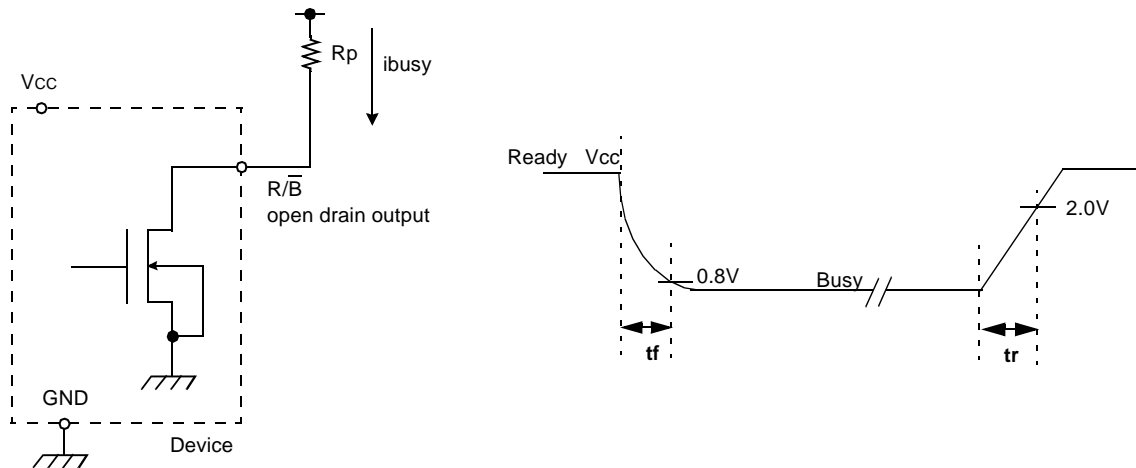 Rp
ibusy
VCC
R/B̅
open drain output
GND
Device
Ready Vcc
2.0V
0.8V
Busy
tf
tr